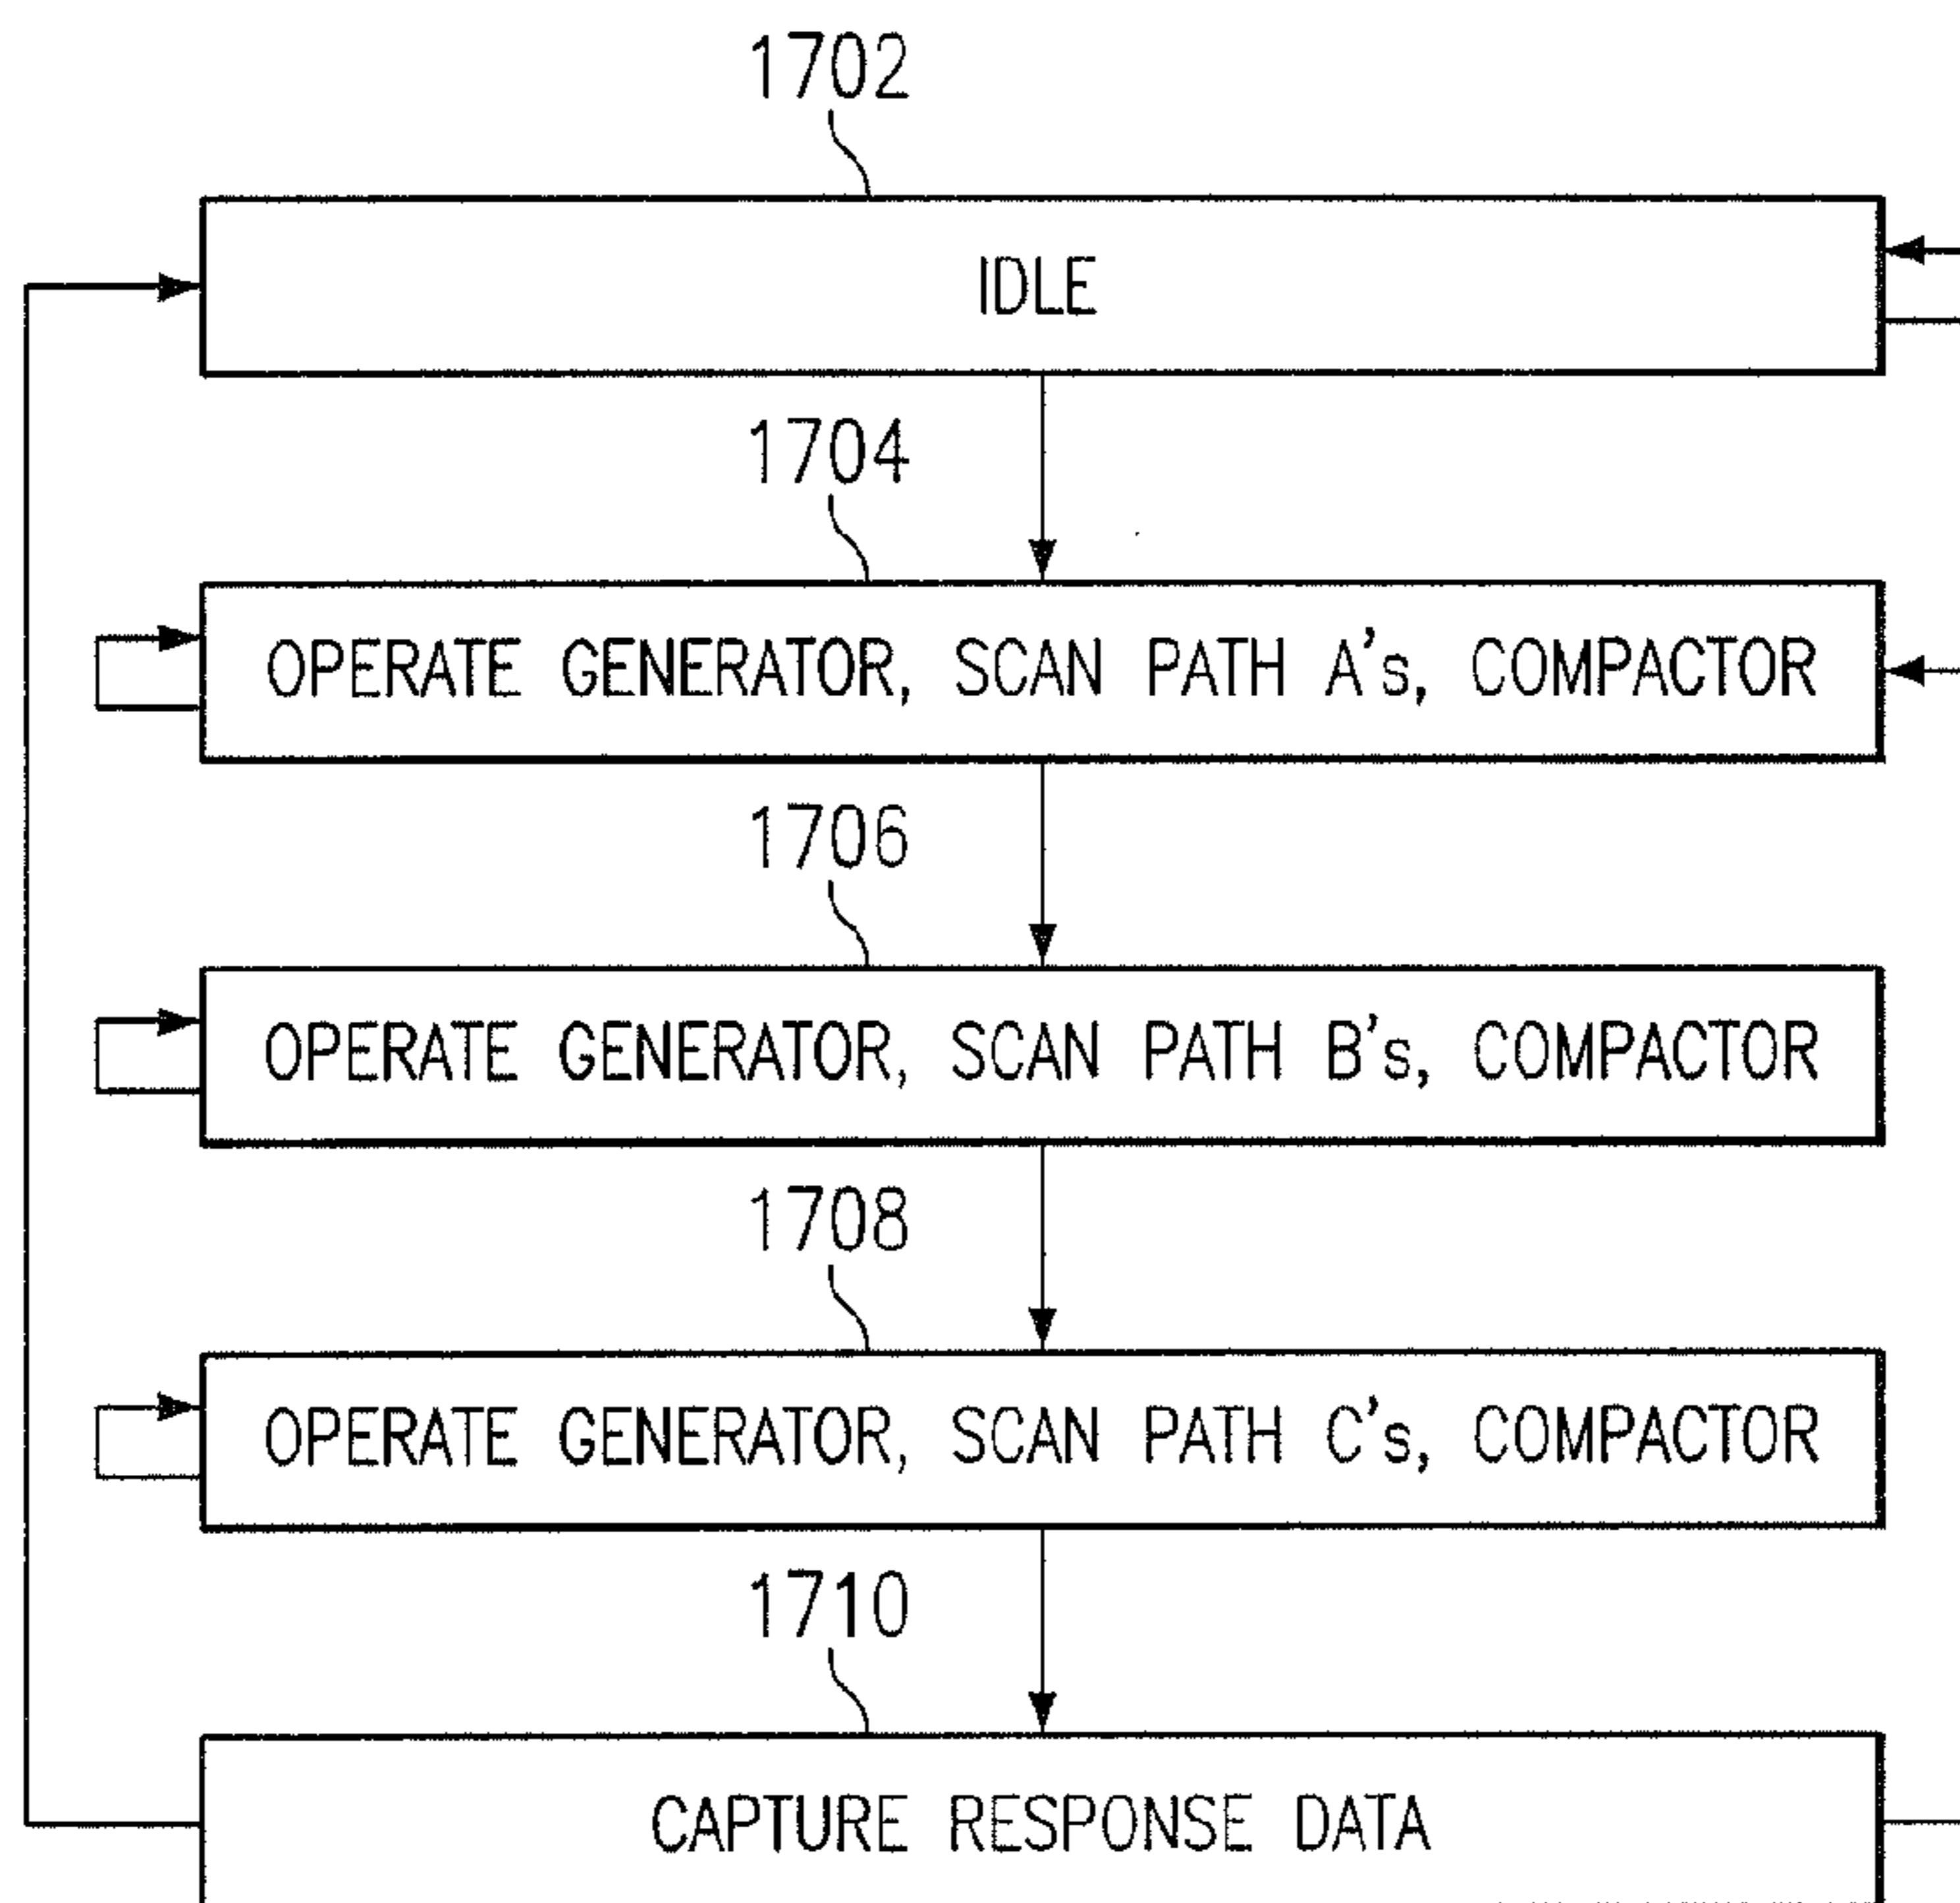 1702
IDLE
1704
OPERATE GENERATOR, SCAN PATH A's, COMPACTOR
1706
OPERATE GENERATOR, SCAN PATH B's, COMPACTOR
1708
OPERATE GENERATOR, SCAN PATH C's, COMPACTOR
1710
CAPTURE RESPONSE DATA